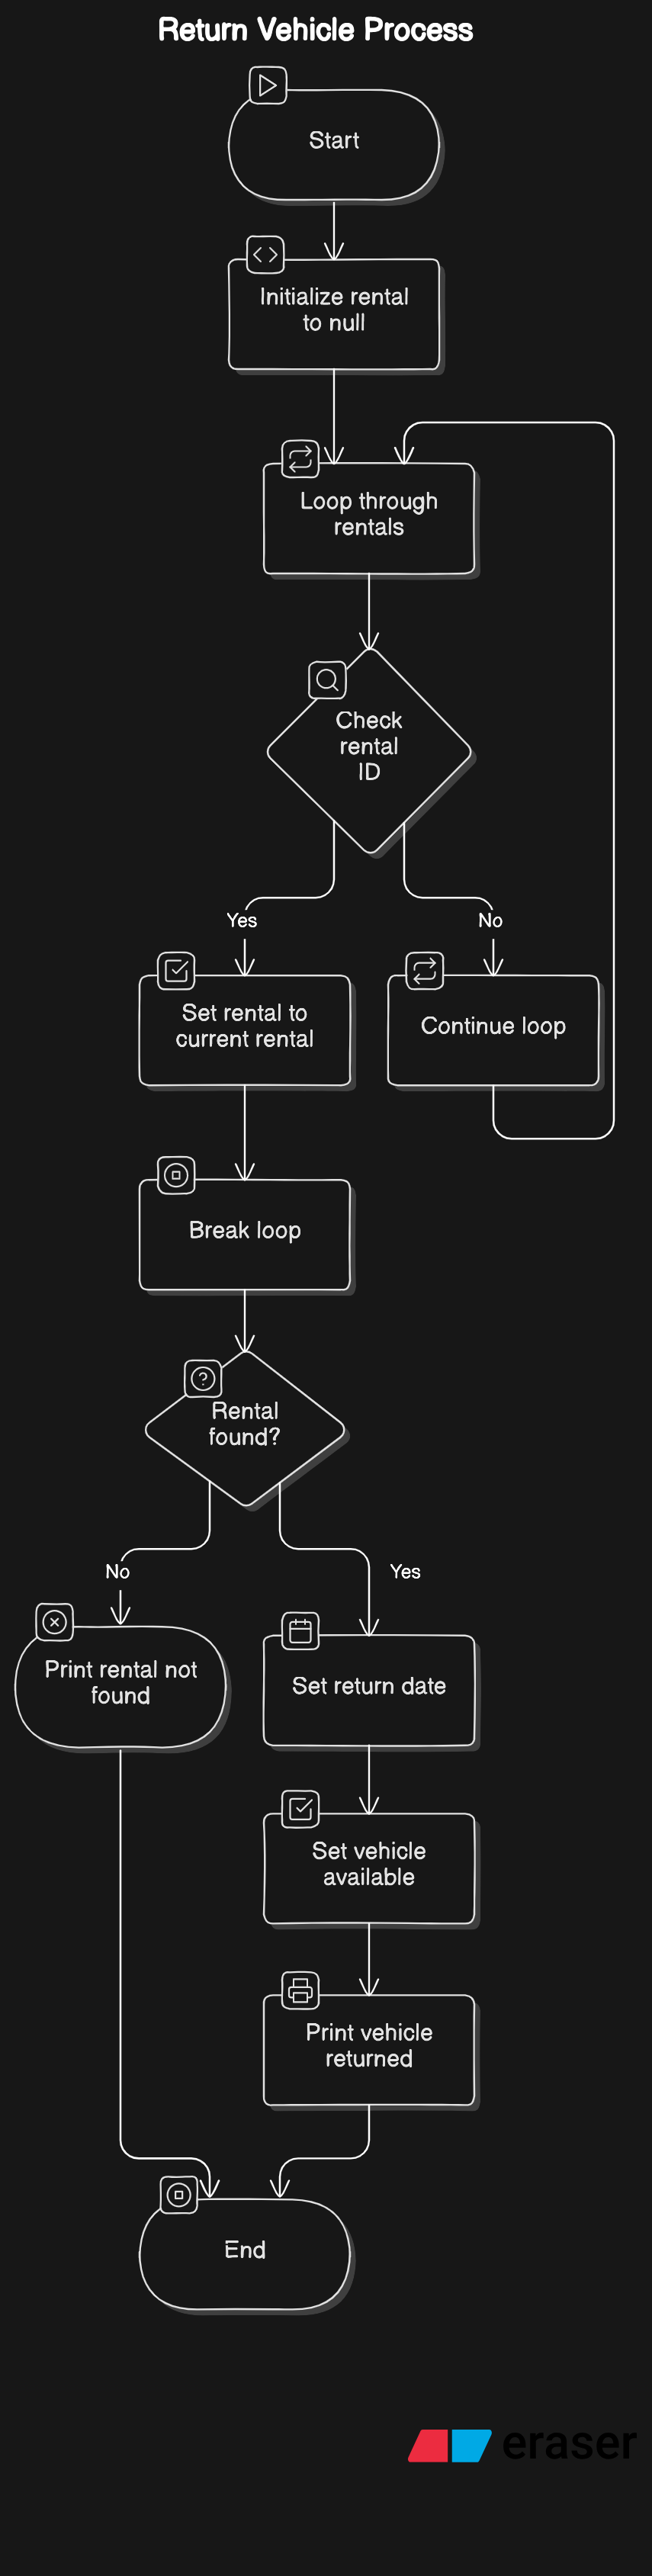 Return Vehicle Process
Start
Initialize rental
to null
Loop through
rentals
Check
rental
ID
Yes
No
Set rental to
current rental
Continue loop
Break loop
Rental
found?
No
Yes
Print rental not
found
Set return date
Set vehicle
available
Print vehicle
returned
End
eraser